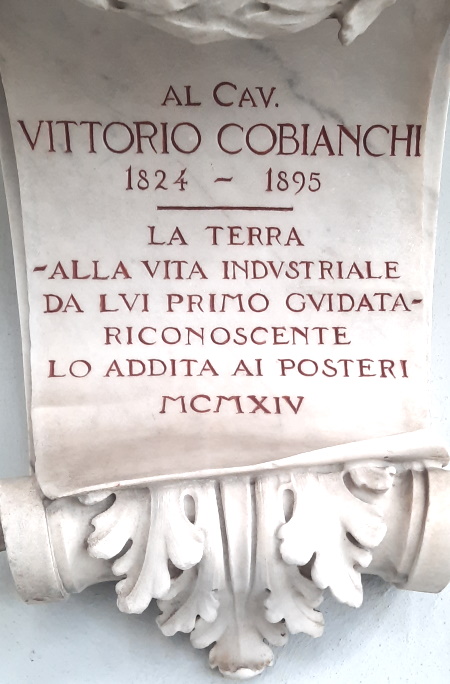 AL CAV.
VITTORIO COBIANCHI
1824 - 1895
LA TERRA
-ALLA VITA INDVSTRIALE
DA LVI PRIMO GVIDATA-
RICONOSCENTE
LO ADDITA AI POSTERI
MCMXIV